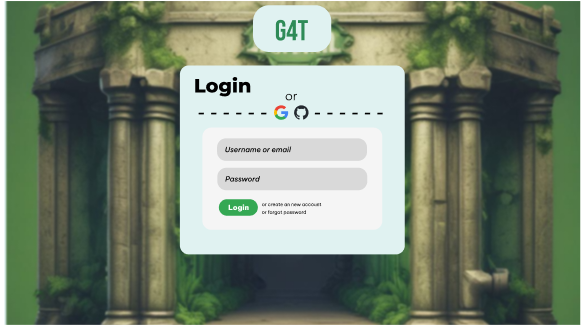 G4T
Login
or
Username or email
Password
Login
or create an new account
or forgot password